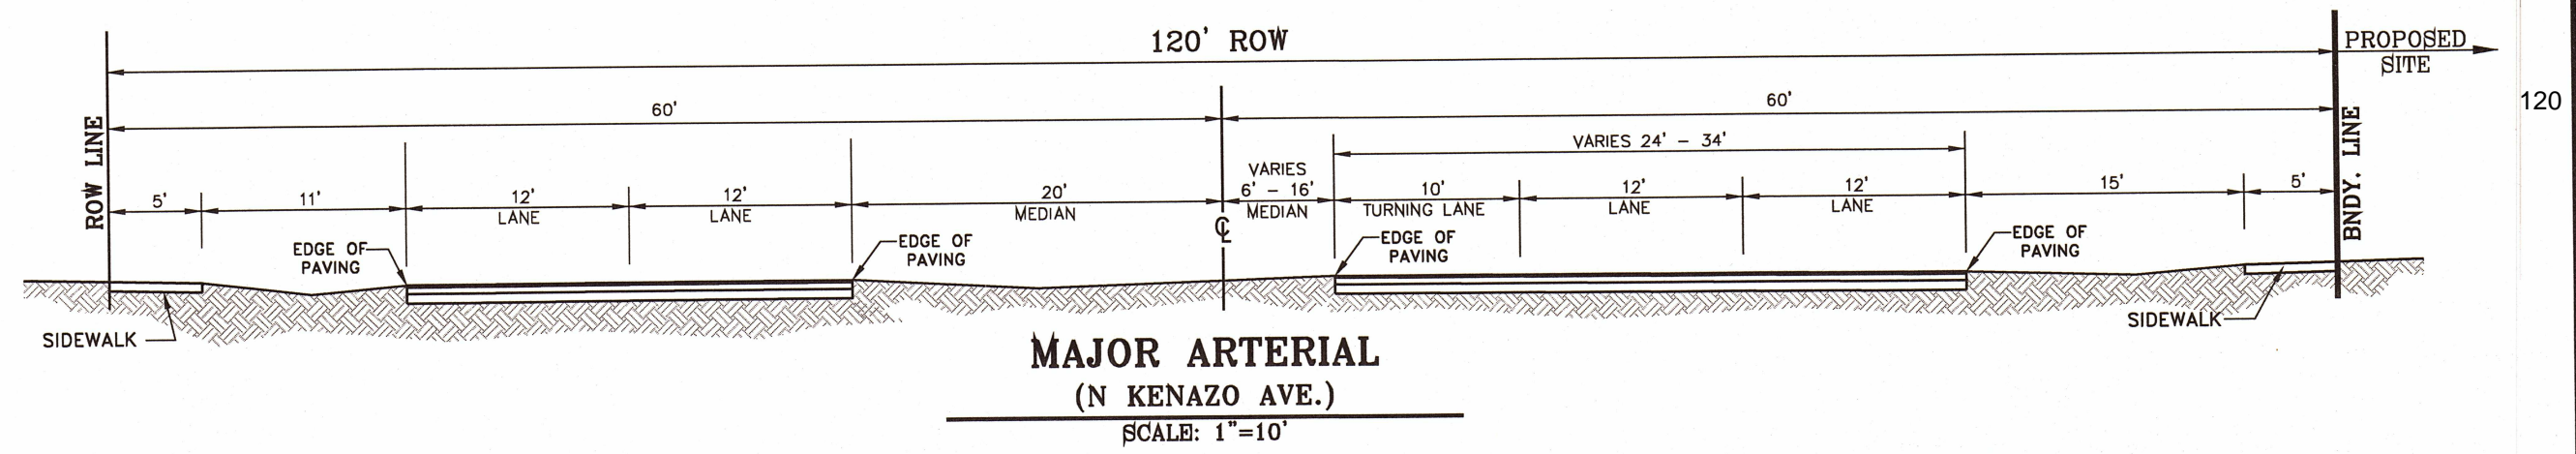 120' ROW
PROPOSED
SITE
60'
60'
120
VARIES 24' - 34'
ROW LINE
BNDY. LINE
5'
11'
12'
LANE
12'
LANE
20'
MEDIAN
VARIES
6' - 16'
MEDIAN
10'
TURNING LANE
12'
LANE
12'
LANE
15'
5'
℄
EDGE OF
PAVING
EDGE OF
PAVING
EDGE OF
PAVING
EDGE OF
PAVING
SIDEWALK
SIDEWALK
MAJOR ARTERIAL
(N KENAZO AVE.)
SCALE: 1"=10'